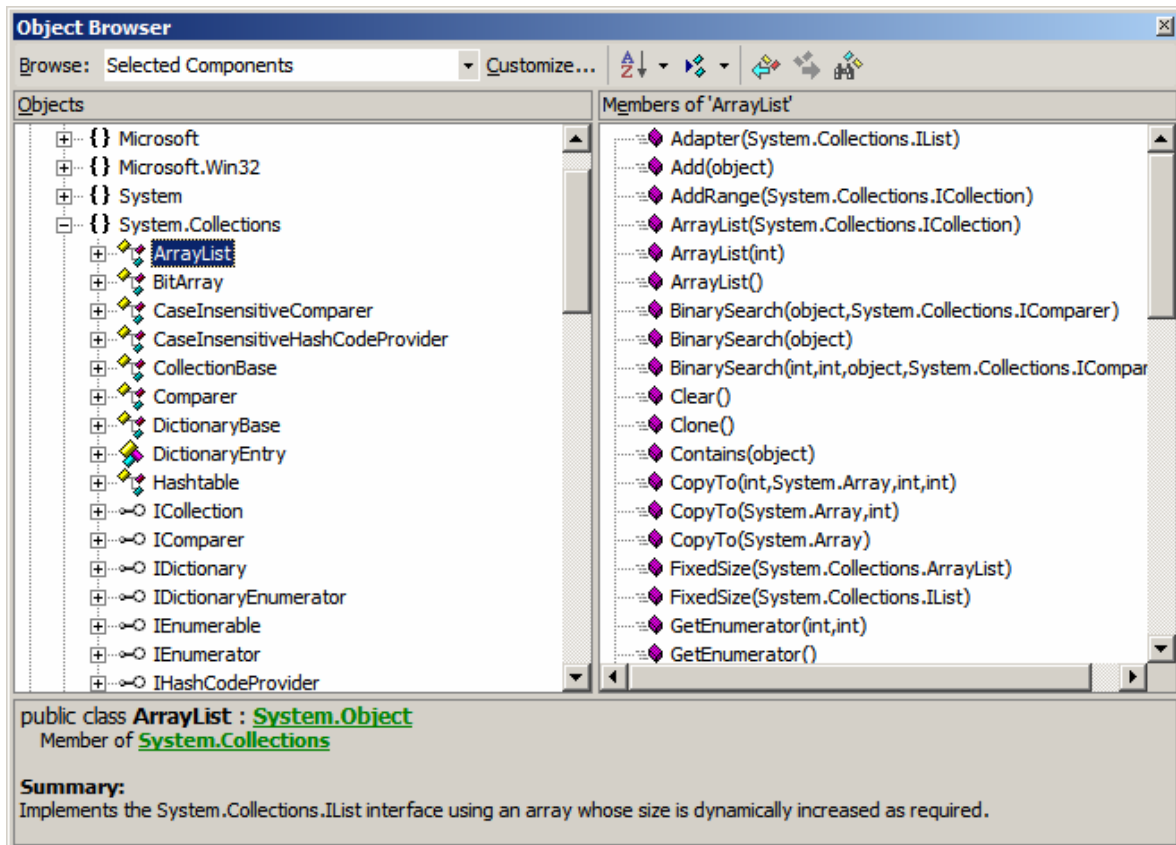 Object Browser
Browse: Selected Components Customize...
Objects
{} Microsoft
{} Microsoft.Win32
{} System
{} System.Collections
ArrayList
BitArray
CaseInsensitiveComparer
CaseInsensitiveHashCodeProvider
CollectionBase
Comparer
DictionaryBase
DictionaryEntry
Hashtable
ICollection
IComparer
IDictionary
IDictionaryEnumerator
IEnumerable
IEnumerator
IHashCodeProvider
Members of 'ArrayList'
Adapter(System.Collections.IList)
Add(object)
AddRange(System.Collections.ICollection)
ArrayList(System.Collections.ICollection)
ArrayList(int)
ArrayList()
BinarySearch(object,System.Collections.IComparer)
BinarySearch(object)
BinarySearch(int,int,object,System.Collections.ICompar
Clear()
Clone()
Contains(object)
CopyTo(int,System.Array,int,int)
CopyTo(System.Array,int)
CopyTo(System.Array)
FixedSize(System.Collections.ArrayList)
FixedSize(System.Collections.IList)
GetEnumerator(int,int)
GetEnumerator()
public class ArrayList : System.Object
Member of System.Collections
Summary:
Implements the System.Collections.IList interface using an array whose size is dynamically increased as required.